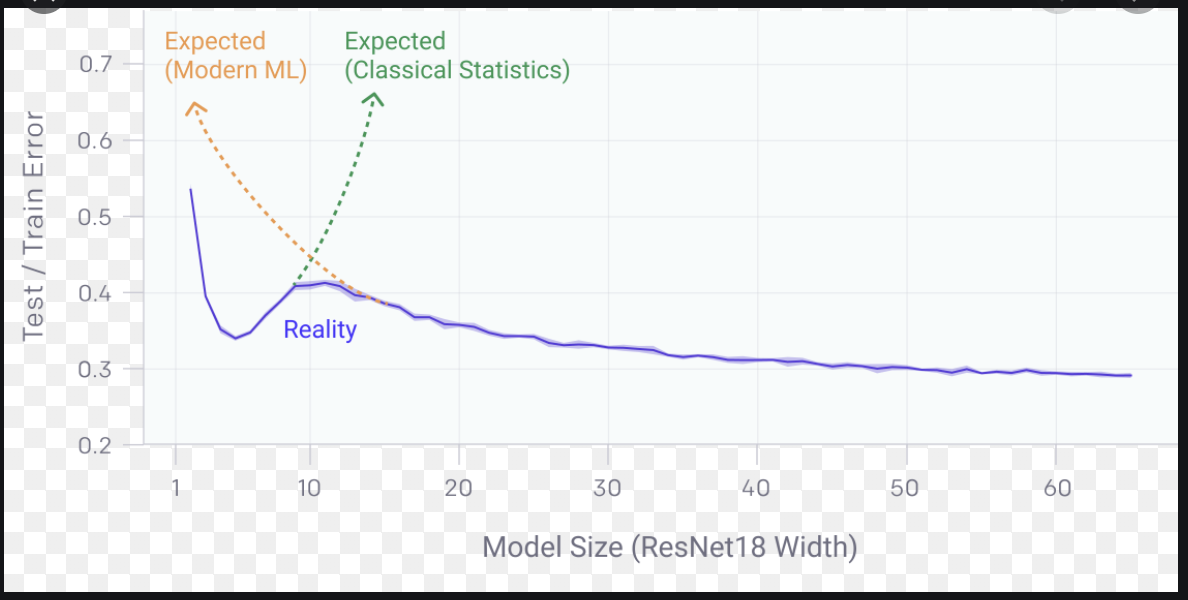 Expected
(Modern ML)
Expected
(Classical Statistics)
Reality
Test / Train Error
0.7
0.6
0.5
0.4
0.3
0.2
1
10
20
30
40
50
60
Model Size (ResNet18 Width)